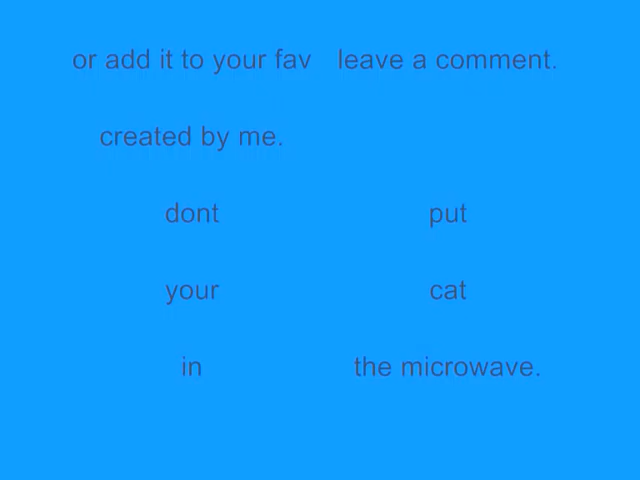 or add it to your fav leave a comment.
created by me.
dont put
your cat
in the microwave.